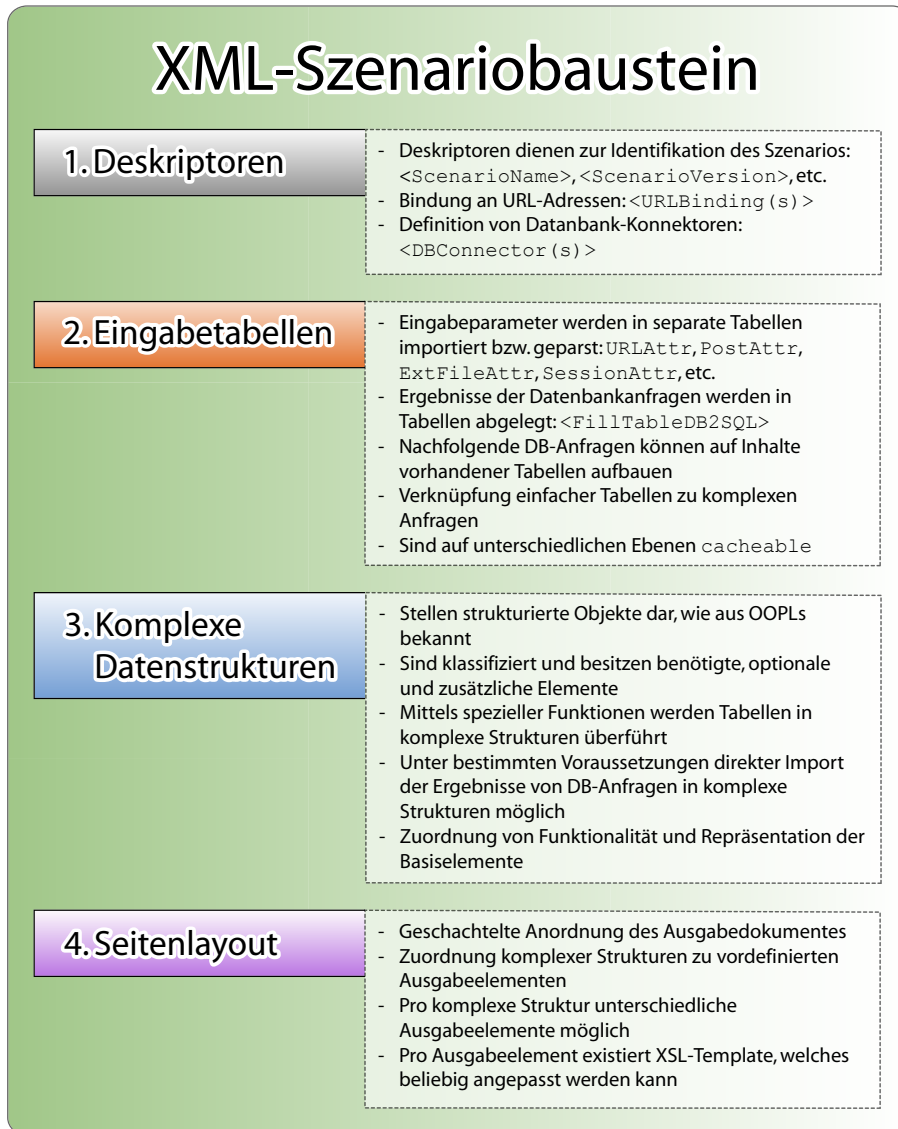 XML-Szenariobaustein
1. Deskriptoren
- Deskriptoren dienen zur Identifikation des Szenarios:
<ScenarioName>, <ScenarioVersion>, etc.
- Bindung an URL-Adressen: <URLBinding(s)>
- Definition von Datanbank-Konnektoren:
<DBConnector(s)>
2. Eingabetabellen
- Eingabeparameter werden in separate Tabellen
importiert bzw. geparst: URLAttr, PostAttr,
ExtFileAttr, SessionAttr, etc.
- Ergebnisse der Datenbankanfragen werden in
Tabellen abgelegt: <FillTableDB2SQL>
- Nachfolgende DB-Anfragen können auf Inhalte
vorhandener Tabellen aufbauen
- Verknüpfung einfacher Tabellen zu komplexen
Anfragen
- Sind auf unterschiedlichen Ebenen cacheable
3. Komplexe
Datenstrukturen
- Stellen strukturierte Objekte dar, wie aus OOPLs
bekannt
- Sind klassifiziert und besitzen benötigte, optionale
und zusätzliche Elemente
- Mittels spezieller Funktionen werden Tabellen in
komplexe Strukturen überführt
- Unter bestimmten Voraussetzungen direkter Import
der Ergebnisse von DB-Anfragen in komplexe
Strukturen möglich
- Zuordnung von Funktionalität und Repräsentation der
Basiselemente
4. Seitenlayout
- Geschachtelte Anordnung des Ausgabedokumentes
- Zuordnung komplexer Strukturen zu vordefinierten
Ausgabeelementen
- Pro komplexe Struktur unterschiedliche
Ausgabeelemente möglich
- Pro Ausgabeelement existiert XSL-Template, welches
beliebig angepasst werden kann